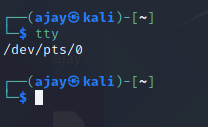 ┌──(ajay㉿kali)-[~]
└─$ tty
/dev/pts/0
┌──(ajay㉿kali)-[~]
└─$